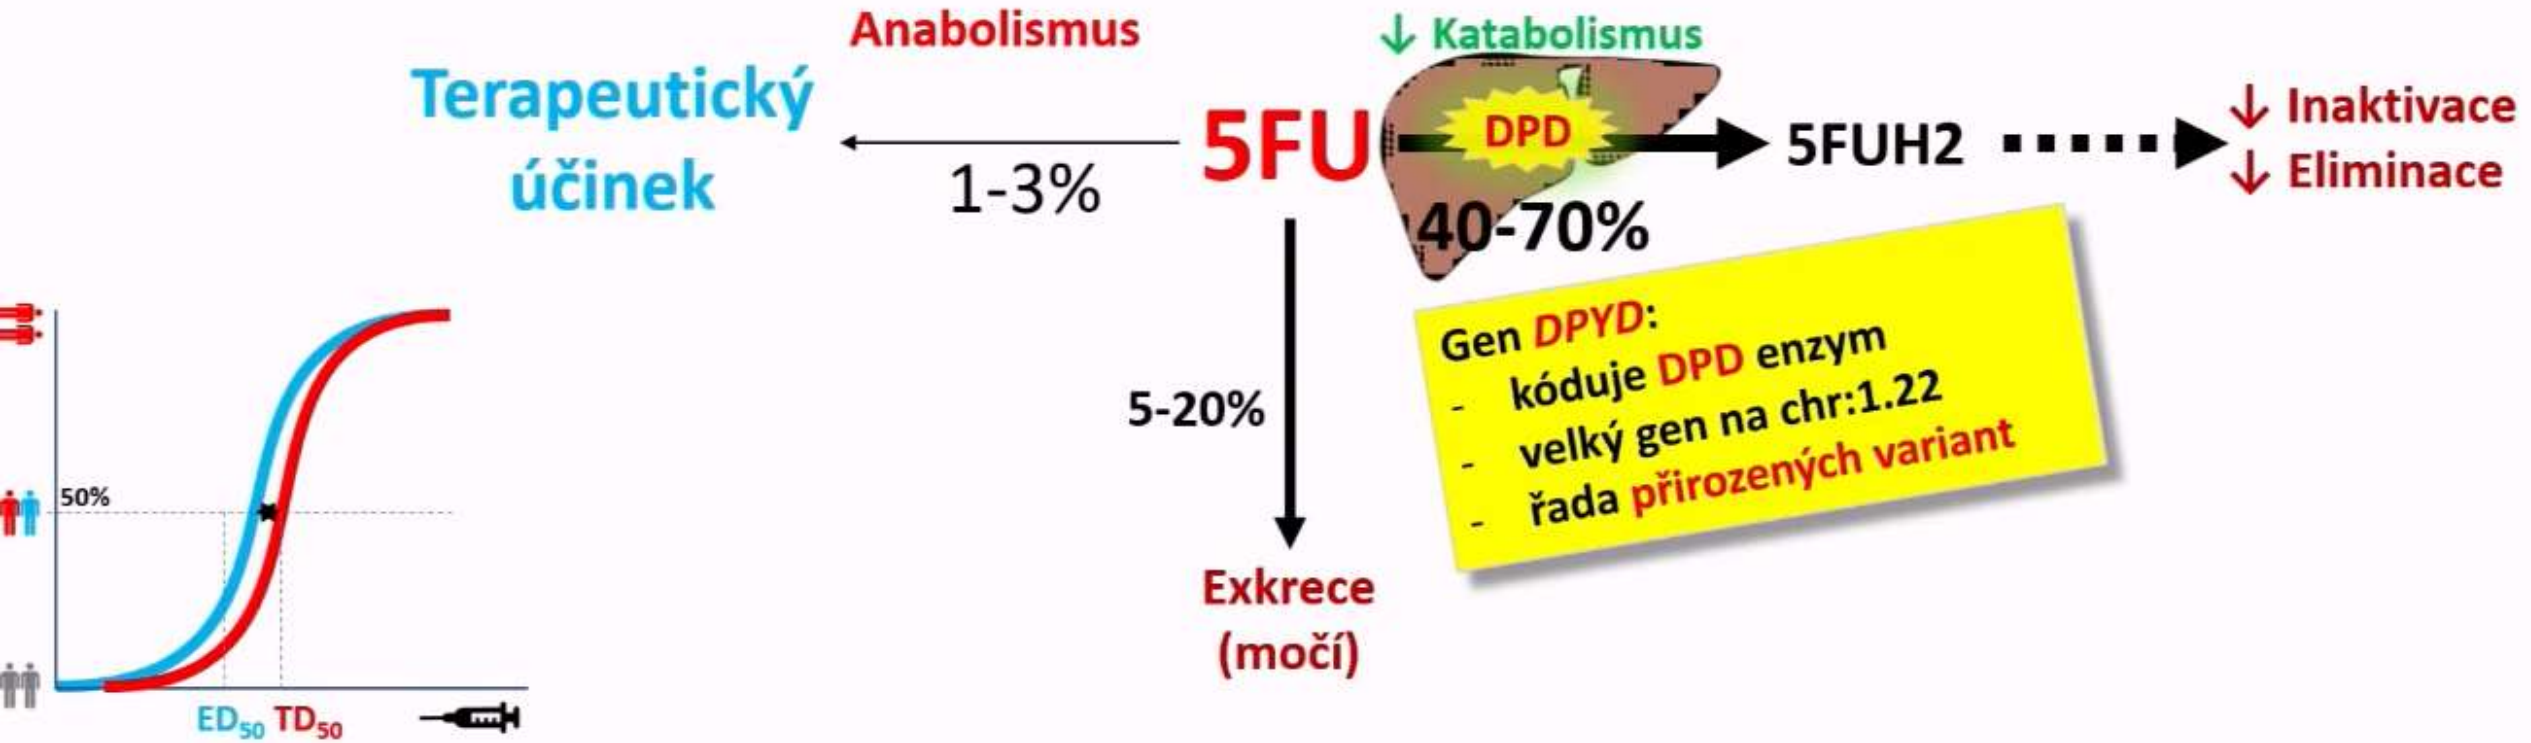 Anabolismus
↓ Katabolismus
Terapeutický
účinek
1-3%
5FU
DPD
40-70%
5FUH2
↓ Inaktivace
↓ Eliminace
Gen DPYD:
- kóduje DPD enzym
- velký gen na chr:1.22
- řada přirozených variant
5-20%
Exkrece
(močí)
50%
ED50 TD50